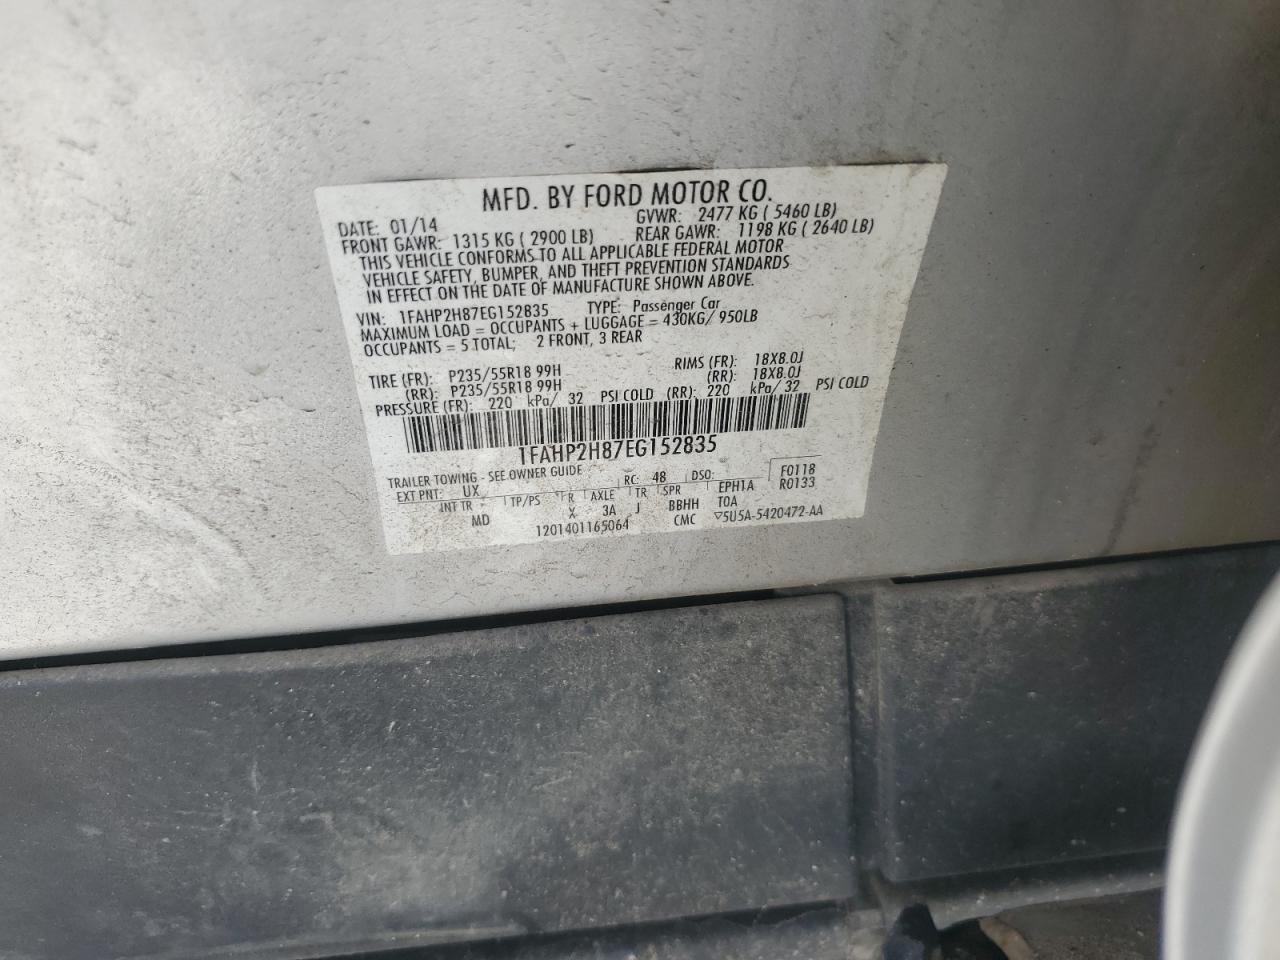 MFD. BY FORD MOTOR CO.
DATE: 01/14 GVWR: 2477 KG ( 5460 LB)
FRONT GAWR: 1315 KG ( 2900 LB) REAR GAWR: 1198 KG ( 2640 LB)
THIS VEHICLE CONFORMS TO ALL APPLICABLE FEDERAL MOTOR
VEHICLE SAFETY, BUMPER, AND THEFT PREVENTION STANDARDS
IN EFFECT ON THE DATE OF MANUFACTURE SHOWN ABOVE.
VIN: 1FAHP2H87EG152835 TYPE: Passenger Car
MAXIMUM LOAD = OCCUPANTS + LUGGAGE = 430KG/ 950LB
OCCUPANTS = 5 TOTAL; 2 FRONT, 3 REAR
TIRE (FR): P235/55R18 99H RIMS (FR): 18X8.0J
(RR): P235/55R18 99H (RR): 18X8.0J
PRESSURE (FR): 220 kPa/ 32 PSI COLD (RR): 220 kPa/ 32 PSI COLD
1FAHP2H87EG152835
TRAILER TOWING - SEE OWNER GUIDE
EXT PNT: UX RC: 48 DSO: F0118
R0133
INT TR TP/PS R AXLE TR SPR EPH1A
MD X 3A J BBHH T0A
1201401165064 CMC ▽5U5A-5420472-AA